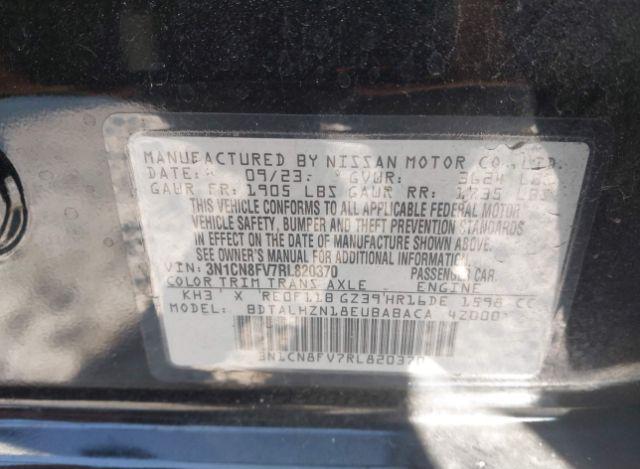 MANUFACTURED BY NISSAN MOTOR CO., LTD.
DATE: 09/23 GVWR: 3624 LBS
GAWR FR: 1905 LBS GAWR RR: 1735 LBS
THIS VEHICLE CONFORMS TO ALL APPLICABLE FEDERAL MOTOR
VEHICLE SAFETY, BUMPER AND THEFT PREVENTION STANDARDS
IN EFFECT ON THE DATE OF MANUFACTURE SHOWN ABOVE.
SEE OWNER'S MANUAL FOR ADDITIONAL INFORMATION.
VIN: 3N1CN8FV7RL820370 PASSENGER CAR.
COLOR TRIM TRANS AXLE ENGINE
KH3 X RE0F11B GZ39 HR16DE 1598 CC
MODEL: BDTALHZN18EUBABACA 42000
3N1CN8FV7RL820370